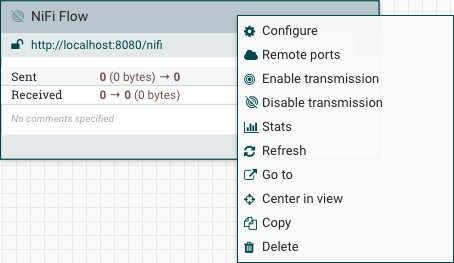 NiFi Flow
http://localhost:8080/nifi
Sent 0 (0 bytes) → 0
Received 0 → 0 (0 bytes)
No comments specified
Configure
Remote ports
Enable transmission
Disable transmission
Stats
Refresh
Go to
Center in view
Copy
Delete